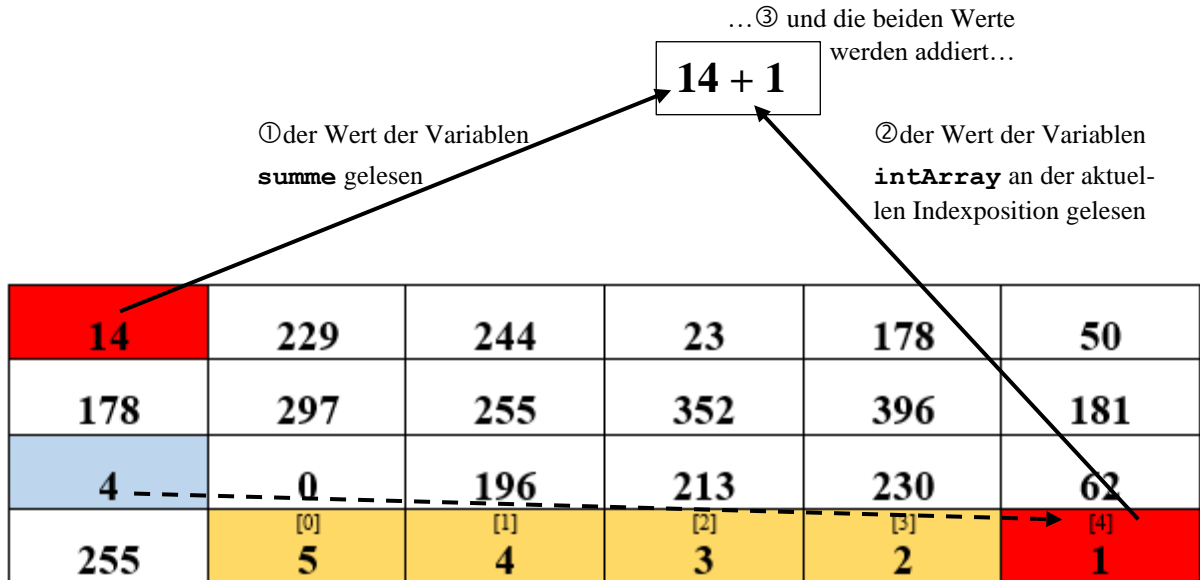 …③ und die beiden Werte
werden addiert…
14 + 1
①der Wert der Variablen
summe gelesen
②der Wert der Variablen
intArray an der aktuel-
len Indexposition gelesen
14 229 244 23 178 50
178 297 255 352 396 181
4 0 196 213 230 62
[0] [1] [2] [3] [4]
255 5 4 3 2 1